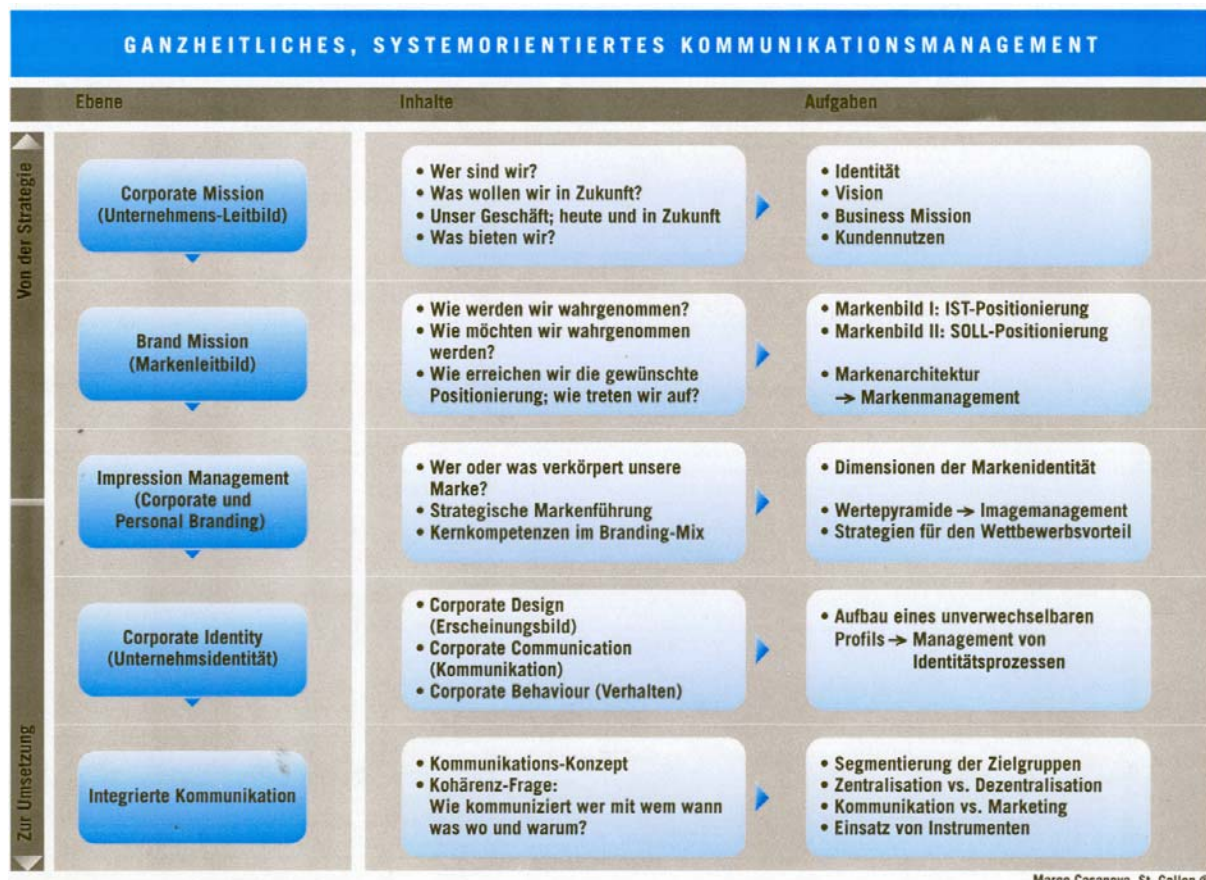 GANZHEITLICHES, SYSTEMORIENTIERTES KOMMUNIKATIONSMANAGEMENT
Ebene
Inhalte
Aufgaben
Von der Strategie
Corporate Mission
(Unternehmens-Leitbild)
• Wer sind wir?
• Was wollen wir in Zukunft?
• Unser Geschäft; heute und in Zukunft
• Was bieten wir?
• Identität
• Vision
• Business Mission
• Kundennutzen
Brand Mission
(Markenleitbild)
• Wie werden wir wahrgenommen?
• Wie möchten wir wahrgenommen
werden?
• Wie erreichen wir die gewünschte
Positionierung; wie treten wir auf?
• Markenbild I: IST-Positionierung
• Markenbild II: SOLL-Positionierung
• Markenarchitektur
→ Markenmanagement
Impression Management
(Corporate und
Personal Branding)
• Wer oder was verkörpert unsere
Marke?
• Strategische Markenführung
• Kernkompetenzen im Branding-Mix
• Dimensionen der Markenidentität
• Wertepyramide → Imagemanagement
• Strategien für den Wettbewerbsvorteil
Zur Umsetzung
Corporate Identity
(Unternehmsidentität)
• Corporate Design
(Erscheinungsbild)
• Corporate Communication
(Kommunikation)
• Corporate Behaviour (Verhalten)
• Aufbau eines unverwechselbaren
Profils → Management von
Identitätsprozessen
Integrierte Kommunikation
• Kommunikations-Konzept
• Kohärenz-Frage:
Wie kommuniziert wer mit wem wann
was wo und warum?
• Segmentierung der Zielgruppen
• Zentralisation vs. Dezentralisation
• Kommunikation vs. Marketing
• Einsatz von Instrumenten
Marco Casanova, St. Gallen ©